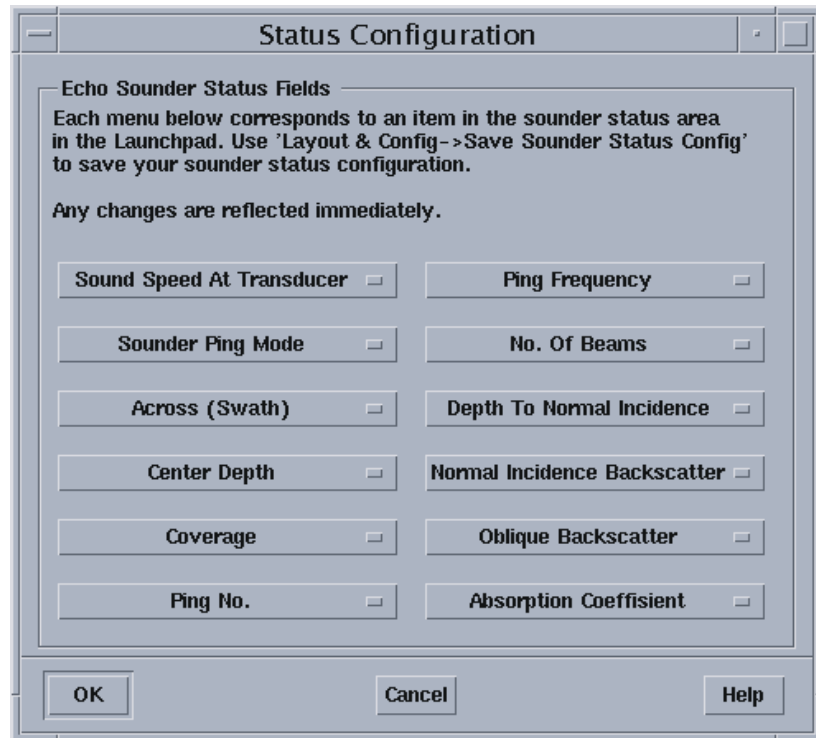 Status Configuration
Echo Sounder Status Fields
Each menu below corresponds to an item in the sounder status area
in the Launchpad. Use 'Layout & Config->Save Sounder Status Config'
to save your sounder status configuration.
Any changes are reflected immediately.
Sound Speed At Transducer Ping Frequency
Sounder Ping Mode No. Of Beams
Across (Swath) Depth To Normal Incidence
Center Depth Normal Incidence Backscatter
Coverage Oblique Backscatter
Ping No. Absorption Coeffisient
OK Cancel Help